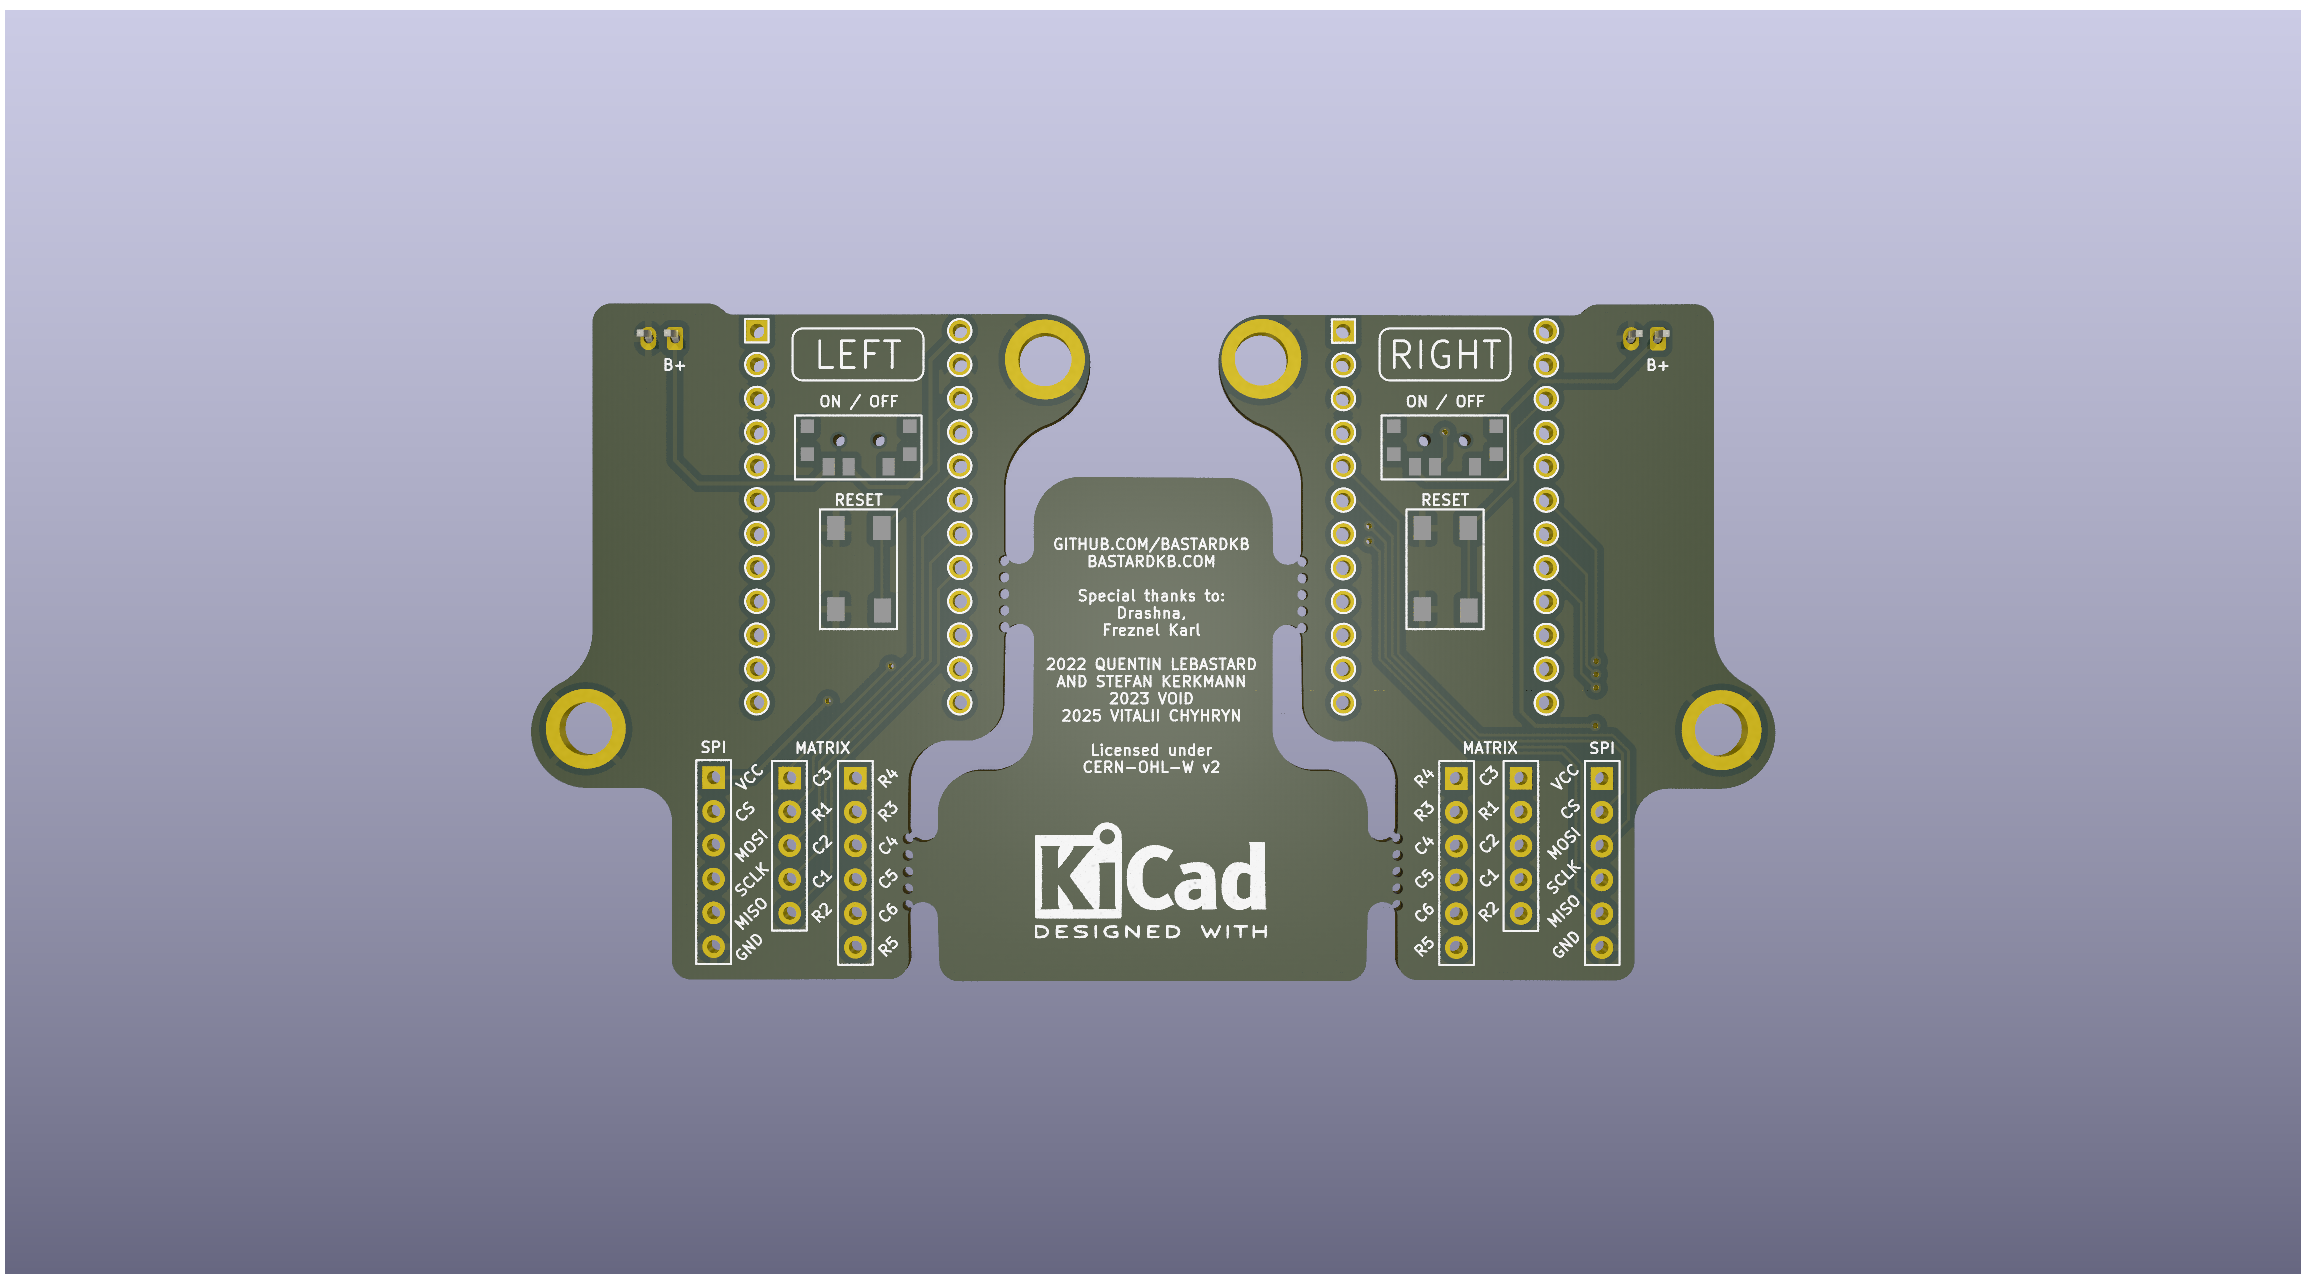 LEFT
B+
ON / OFF
RESET
SPI
VCC
CS
MOSI
SCLK
MISO
GND
MATRIX
C3
R1
C2
C1
R2
R4
R3
C4
C5
C6
R5
GITHUB.COM/BASTARDKB
BASTARDKB.COM
Special thanks to:
Drashna,
Freznel Karl
2022 QUENTIN LEBASTARD
AND STEFAN KERKMANN
2023 VOID
2025 VITALII CHYHRYN
Licensed under
CERN-OHL-W v2
KiCad
DESIGNED WITH
RIGHT
B+
ON / OFF
RESET
MATRIX
R4
R3
C4
C5
C6
R5
C3
R1
C2
C1
R2
SPI
VCC
CS
MOSI
SCLK
MISO
GND